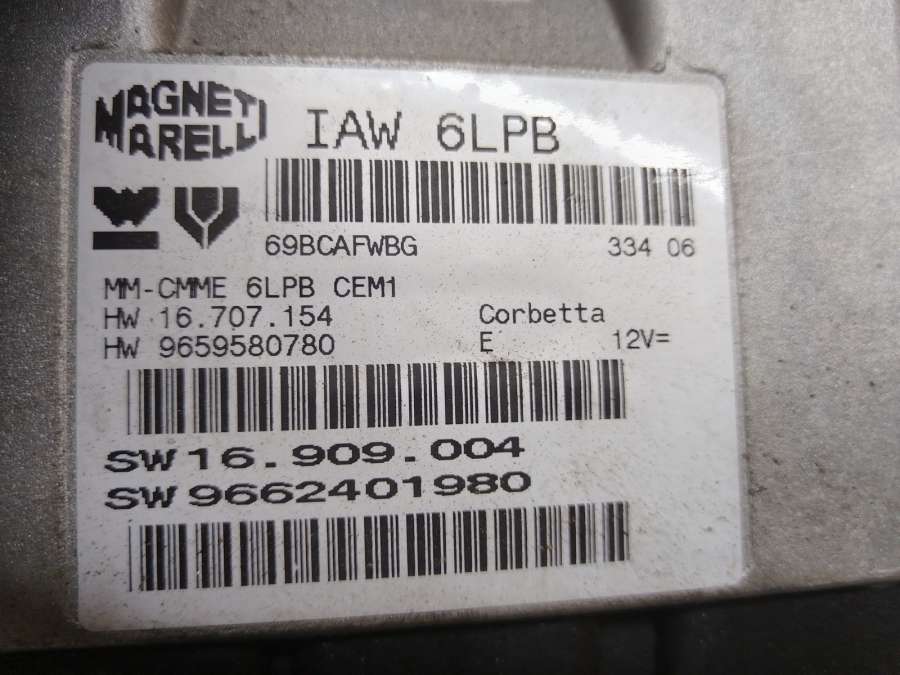 MAGNETI
MARELLI
IAW 6LPB
69BCAFWBG 334 06
MM-CMME 6LPB CEM1
HW 16.707.154 Corbetta
HW 9659580780 E 12V=
SW 16.909.004
SW 9662401980